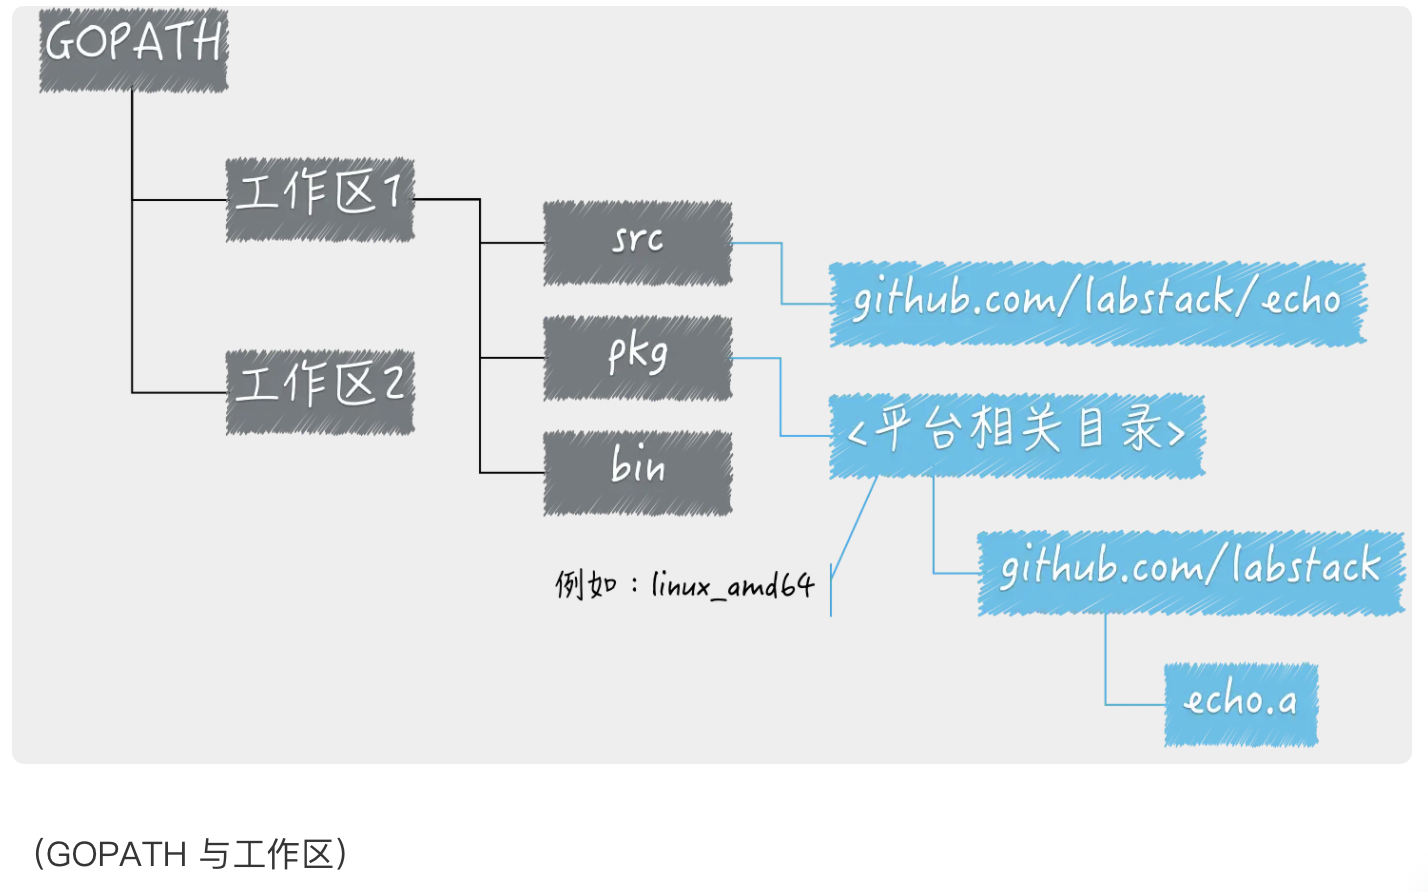 GOPATH
工作区1
src
github.com/labstack/echo
pkg
工作区2
<平台相关目录>
bin
github.com/labstack
例如：linux_amd64
echo.a
（GOPATH 与工作区）